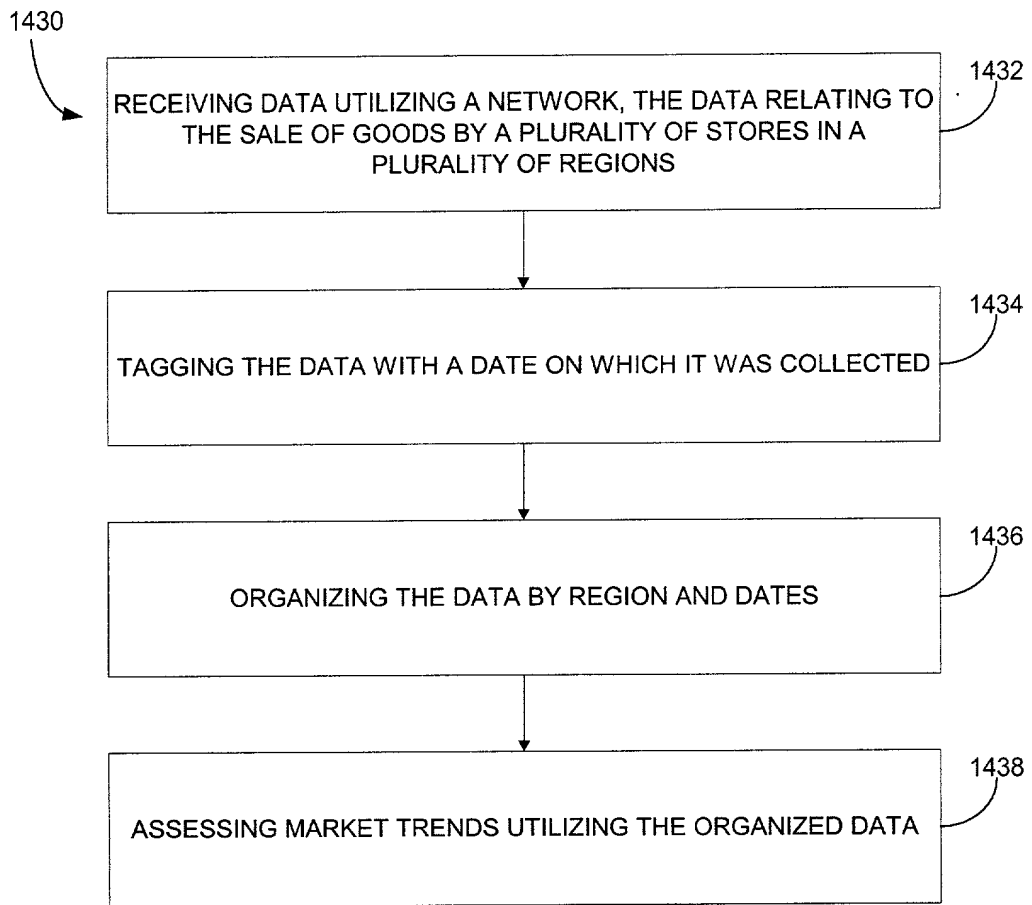 1430
1432
RECEIVING DATA UTILIZING A NETWORK, THE DATA RELATING TO
THE SALE OF GOODS BY A PLURALITY OF STORES IN A
PLURALITY OF REGIONS
1434
TAGGING THE DATA WITH A DATE ON WHICH IT WAS COLLECTED
1436
ORGANIZING THE DATA BY REGION AND DATES
1438
ASSESSING MARKET TRENDS UTILIZING THE ORGANIZED DATA